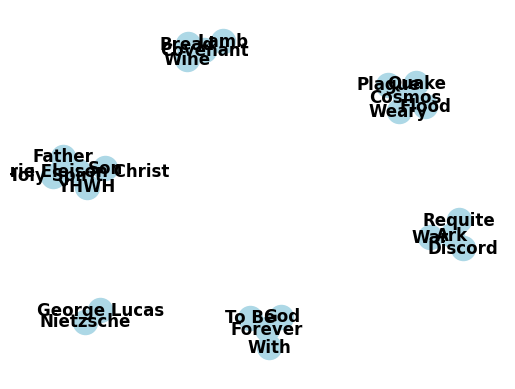 Bread
Lamb
Covenant
Wine
Plague
Quake
Cosmos
Flood
Weary
Father
Son
rie Eleison Christ
Holy Spirit
YHWH
Requite
Ark
War
Discord
George Lucas
Nietzsche
To Be
God
Forever
With